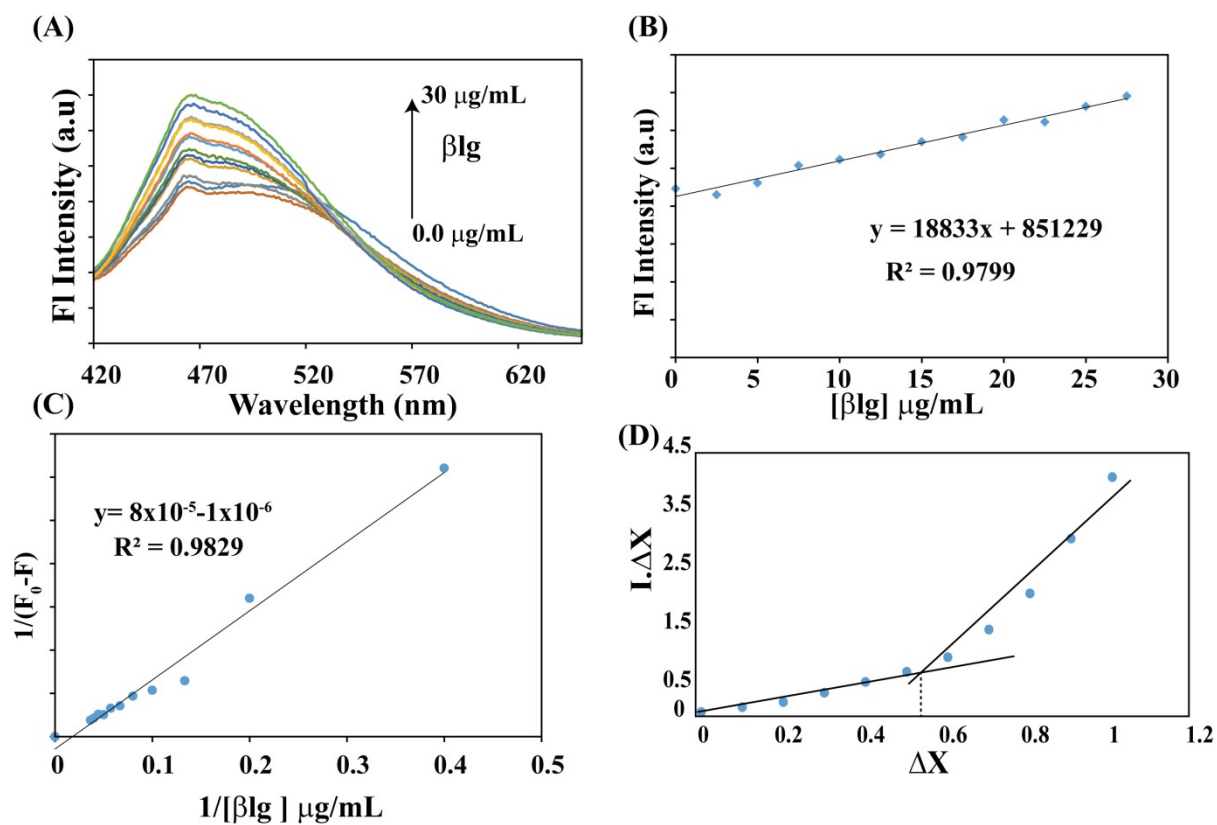 (A)
Fl Intensity (a.u)
30 μg/mL
βlg
0.0 μg/mL
420 470 520 570 620
Wavelength (nm)
(B)
Fl Intensity (a.u)
y = 18833x + 851229
R² = 0.9799
0 5 10 15 20 25 30
[βlg] μg/mL
(C)
1/(F₀-F)
y= 8x10⁻⁵-1x10⁻⁶
R² = 0.9829
0 0.1 0.2 0.3 0.4 0.5
1/[βlg ] μg/mL
(D)
I.ΔX
4.5
3.5
2.5
1.5
0.5
0
0 0.2 0.4 0.6 0.8 1 1.2
ΔX